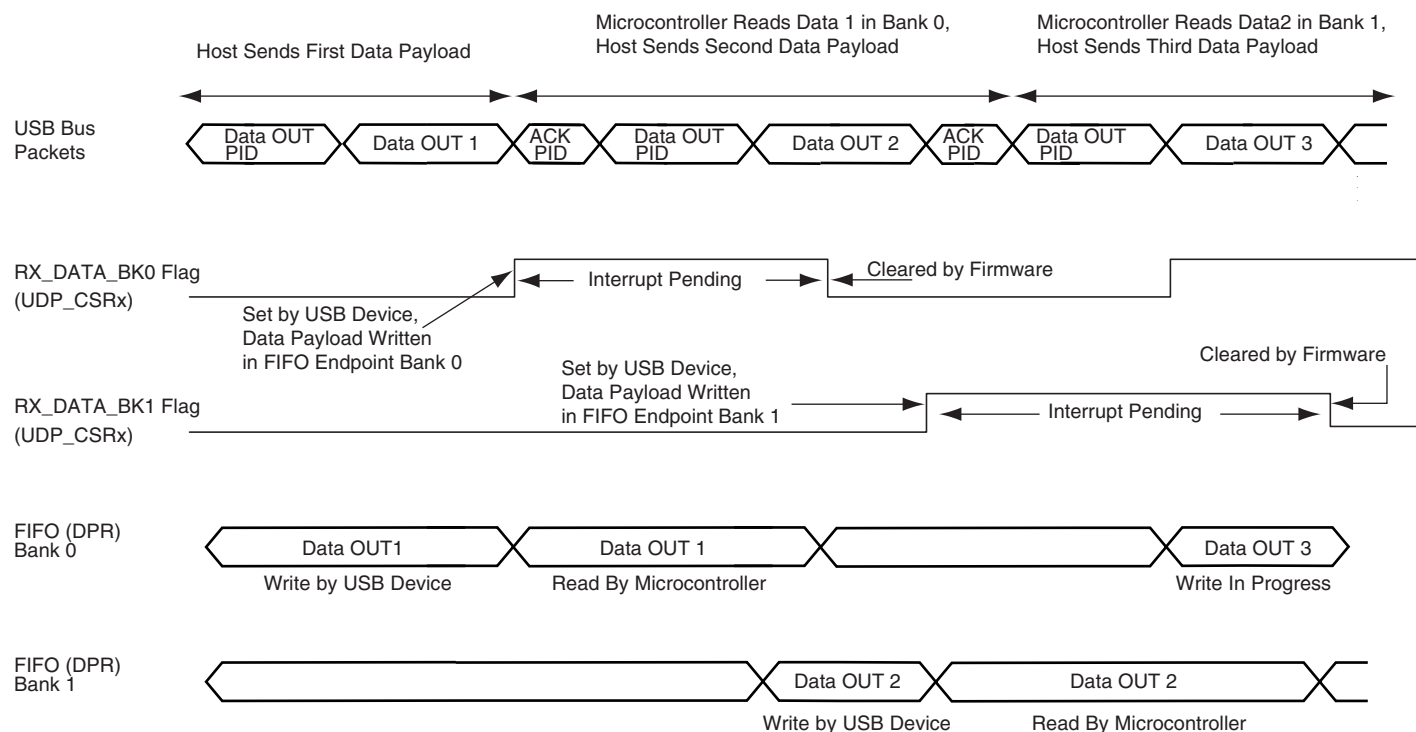 Microcontroller Reads Data 1 in Bank 0,
Host Sends Second Data Payload
Microcontroller Reads Data2 in Bank 1,
Host Sends Third Data Payload
Host Sends First Data Payload
USB Bus
Packets
Data OUT
PID
Data OUT 1
ACK
PID
Data OUT
PID
Data OUT 2
ACK
PID
Data OUT
PID
Data OUT 3
RX_DATA_BK0 Flag
(UDP_CSRx)
Interrupt Pending
Cleared by Firmware
Set by USB Device,
Data Payload Written
in FIFO Endpoint Bank 0
Cleared by Firmware
Set by USB Device,
Data Payload Written
in FIFO Endpoint Bank 1
RX_DATA_BK1 Flag
(UDP_CSRx)
Interrupt Pending
FIFO (DPR)
Bank 0
Data OUT1
Data OUT 1
Data OUT 3
Write by USB Device
Read By Microcontroller
Write In Progress
FIFO (DPR)
Bank 1
Data OUT 2
Data OUT 2
Write by USB Device
Read By Microcontroller